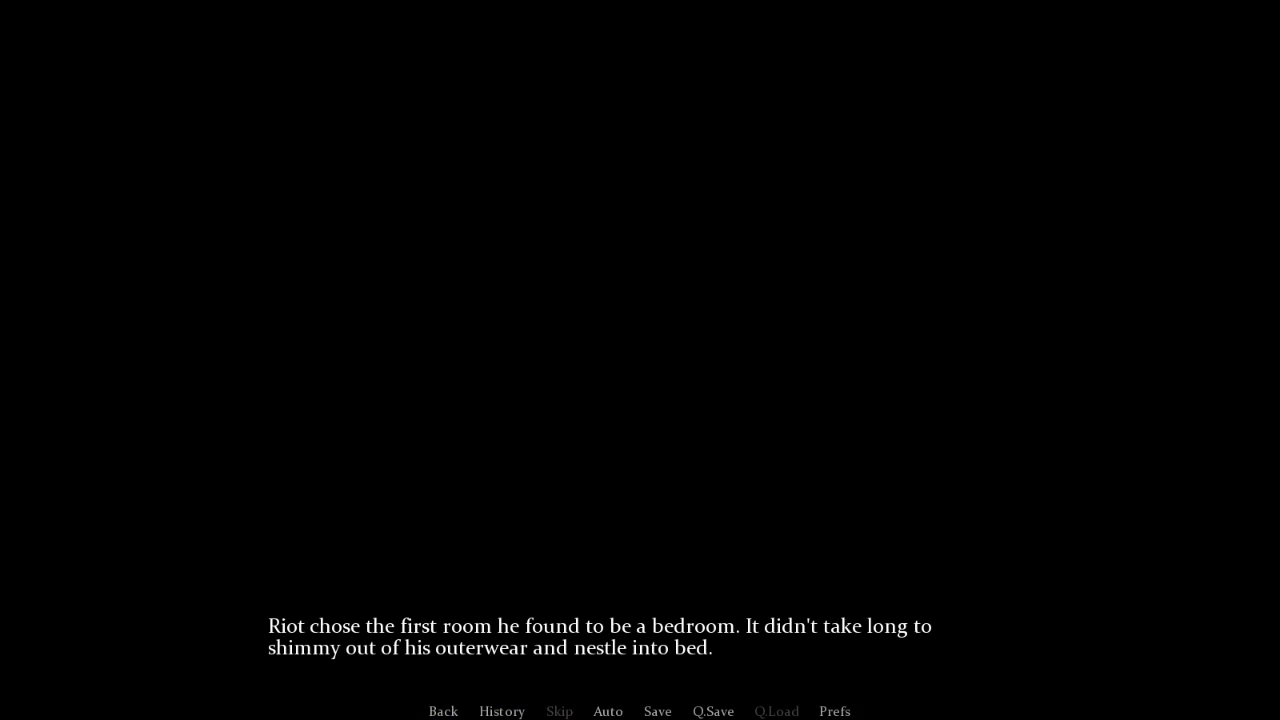 Riot chose the first room he found to be a bedroom. It didn't take long to
shimmy out of his outerwear and nestle into bed.
Back History Skip Auto Save Q.Save Q.Load Prefs